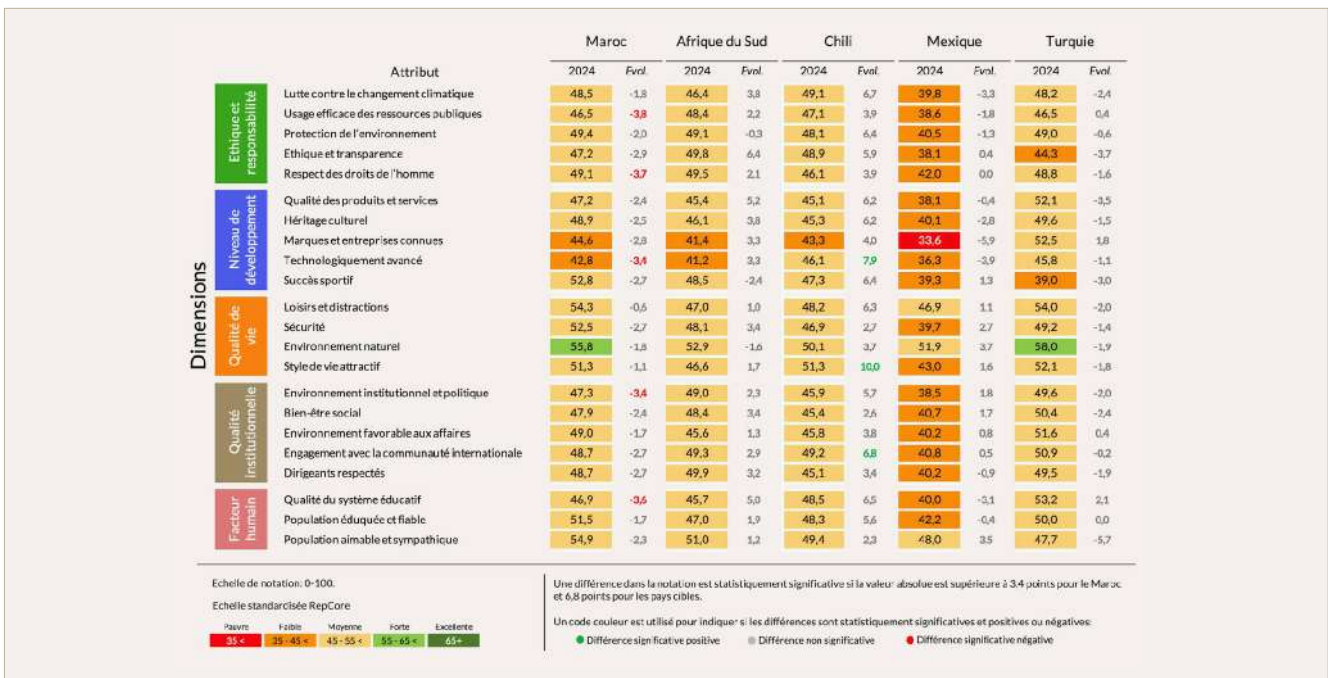 Maroc Afrique du Sud Chili Mexique Turquie
Attribut 2024 Evol. 2024 Evol. 2024 Evol. 2024 Evol. 2024 Evol.
Dimensions
Ethique et responsabilité
Lutte contre le changement climatique 48,5 -1,8 46,4 3,8 49,1 6,7 39,8 -3,3 48,2 -2,4
Usage efficace des ressources publiques 46,5 -3,8 48,4 2,2 47,1 3,9 38,6 -1,8 46,5 0,4
Protection de l'environnement 49,4 -2,0 49,1 -0,3 48,1 6,4 40,5 -1,3 49,0 -0,6
Ethique et transparence 47,2 -2,9 49,8 6,4 48,9 5,9 38,1 0,4 44,3 -3,7
Respect des droits de l'homme 49,1 -3,7 49,5 2,1 46,1 3,9 42,0 0,0 48,8 -1,6
Niveau de développement
Qualité des produits et services 47,2 -2,4 45,4 5,2 45,1 6,2 38,1 -0,4 52,1 -3,5
Héritage culturel 48,9 -2,5 46,1 3,8 45,3 6,2 40,1 -2,8 49,6 -1,5
Marques et entreprises connues 44,6 -2,8 41,4 3,3 43,3 4,0 33,6 -5,9 52,5 1,8
Technologiquement avancé 42,8 -3,4 41,2 3,3 46,1 7,9 36,3 -3,9 45,8 -1,1
Succès sportif 52,8 -2,7 48,5 -2,4 47,3 6,4 39,3 1,3 39,0 -3,0
Qualité de vie
Loisirs et distractions 54,3 -0,6 47,0 1,0 48,2 6,3 46,9 1,1 54,0 -2,0
Sécurité 52,5 -2,7 48,1 3,4 46,9 2,7 39,7 2,7 49,2 -1,4
Environnement naturel 55,8 -1,8 52,9 -1,6 50,1 3,7 51,9 3,7 58,0 -1,9
Style de vie attractif 51,3 -1,1 46,6 1,7 51,3 10,0 43,0 1,6 52,1 -1,8
Qualité institutionnelle
Environnement institutionnel et politique 47,3 -3,4 49,0 2,3 45,9 5,7 38,5 1,8 49,6 -2,0
Bien-être social 47,9 -2,4 48,4 3,4 45,4 2,6 40,7 1,7 50,4 -2,4
Environnement favorable aux affaires 49,0 -1,7 45,6 1,3 45,8 3,8 40,2 0,8 51,6 0,4
Engagement avec la communauté internationale 48,7 -2,7 49,3 2,9 49,2 6,8 40,8 0,5 50,9 -0,2
Dirigeants respectés 48,7 -2,7 49,9 3,2 45,1 3,4 40,2 -0,9 49,5 -1,9
Facteur humain
Qualité du système éducatif 46,9 -3,6 45,7 5,0 48,5 6,5 40,0 -3,1 53,2 2,1
Population éduquée et fiable 51,5 -1,7 47,0 1,9 48,3 5,6 42,2 -0,4 50,0 0,0
Population aimable et sympathique 54,9 -2,3 51,0 1,2 49,4 2,3 48,0 3,5 47,7 -5,7
Echelle de notation: 0-100.
Echelle standardisée RepCore
Pauvre Faible Moyenne Forte Excellente
35 < 35 - 45 < 45 - 55 < 55 - 65 < 65+
Une différence dans la notation est statistiquement significative si la valeur absolue est supérieure à 3,4 points pour le Maroc
et 6,8 points pour les pays cibles.
Un code couleur est utilisé pour indiquer si les différences sont statistiquement significatives et positives ou négatives:
Différence significative positive Différence non significative Différence significative négative